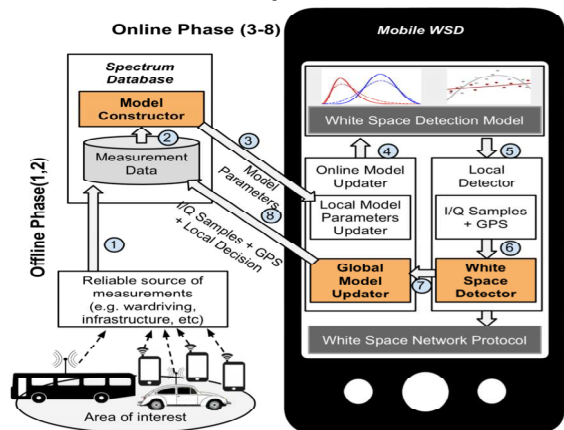 Online Phase (3-8)
Mobile WSD
Spectrum
Database
Model
Constructor
2
Measurement
Data
3
Model
Parameters
8
I/Q Samples + GPS
+ Local Decision
Offline Phase(1,2)
1
Reliable source of
measurements
(e.g. wardriving,
infrastructure, etc)
Area of interest
White Space Detection Model
4
5
Online Model
Updater
Local Model
Parameters
Updater
Local
Detector
I/Q Samples
+ GPS
6
Global
Model
Updater
7
White
Space
Detector
White Space Network Protocol